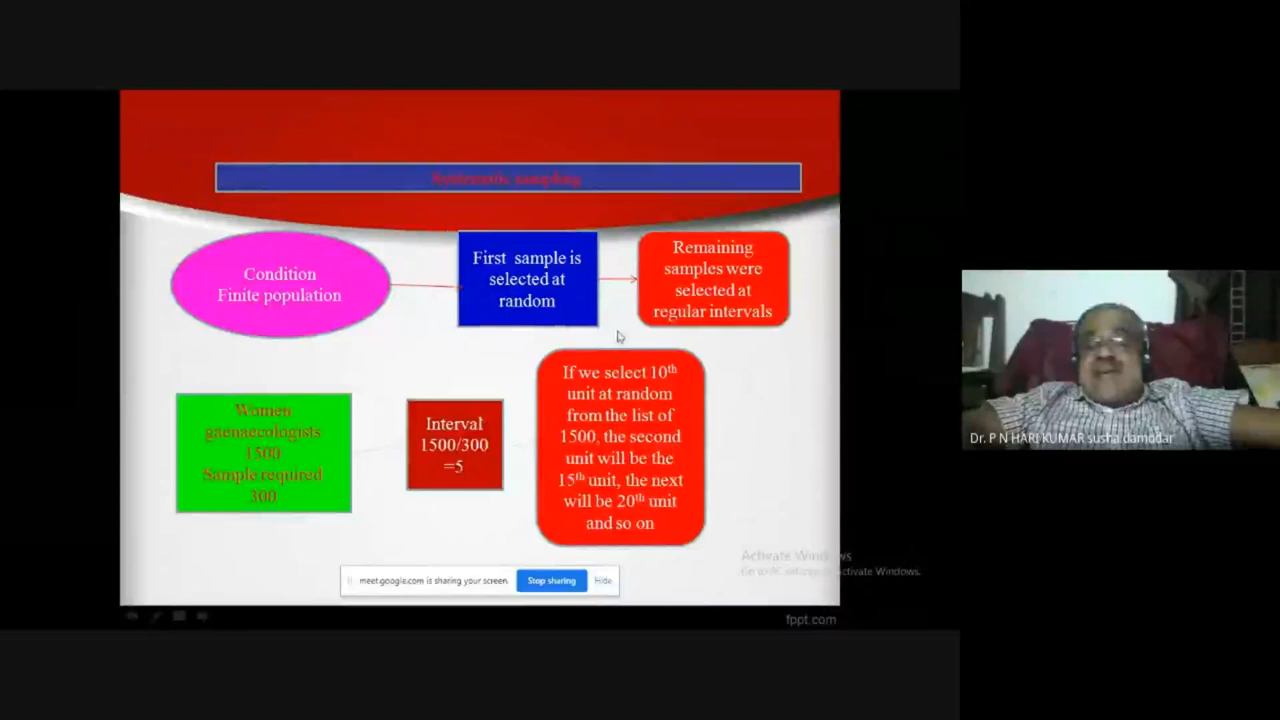 Systematic sampling
Condition
Finite population
First sample is
selected at
random
Remaining
samples were
selected at
regular intervals
Women
gaenaecologists
1500
Sample required
300
Interval
1500/300
=5
If we select 10th
unit at random
from the list of
1500, the second
unit will be the
15th unit, the next
will be 20th unit
and so on
Activate Windows
Go to PC settings to activate Windows.
meet.google.com is sharing your screen.
Stop sharing
Hide
fppt.com
Dr. P N HARI KUMAR susha damodar